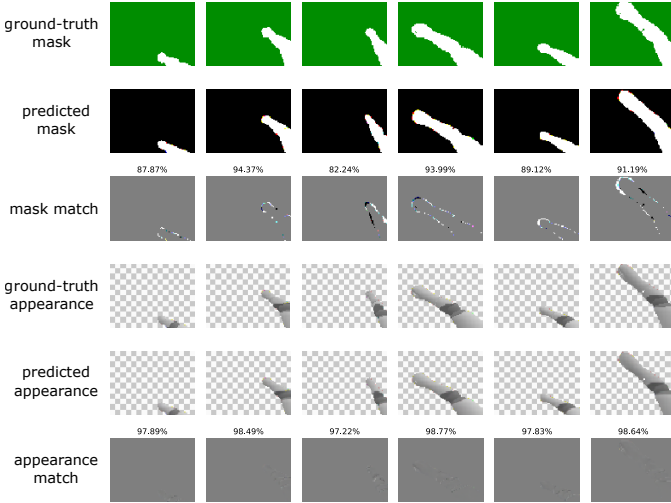 ground-truth
mask
predicted
mask
87.87% 94.37% 82.24% 93.99% 89.12% 91.19%
mask match
ground-truth
appearance
predicted
appearance
97.89% 98.49% 97.22% 98.77% 97.83% 98.64%
appearance
match